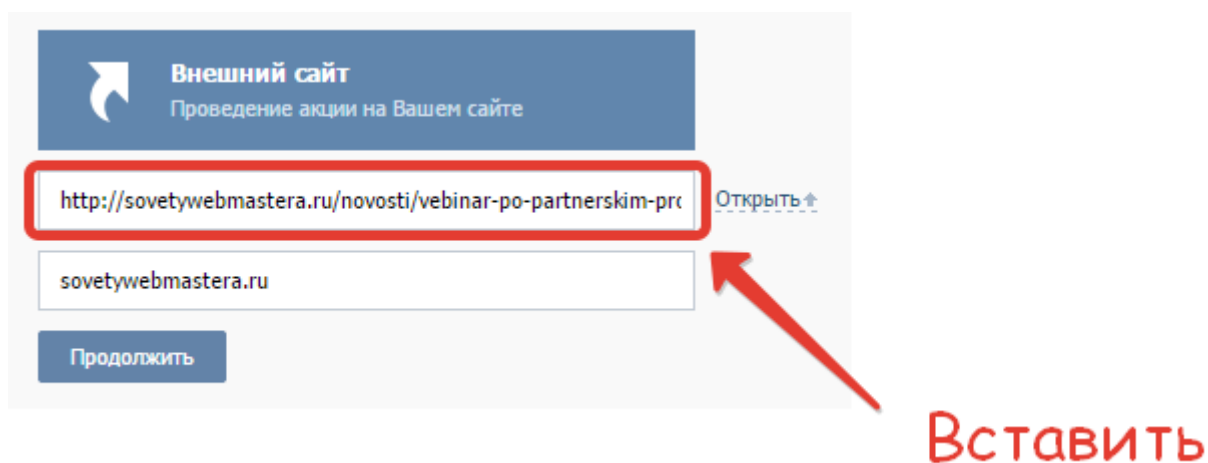 Внешний сайт
Проведение акции на Вашем сайте
http://sovetywebmastera.ru/novosti/vebinar-po-partnerskim-pro
Открыть
sovetywebmastera.ru
Продолжить
Вставить